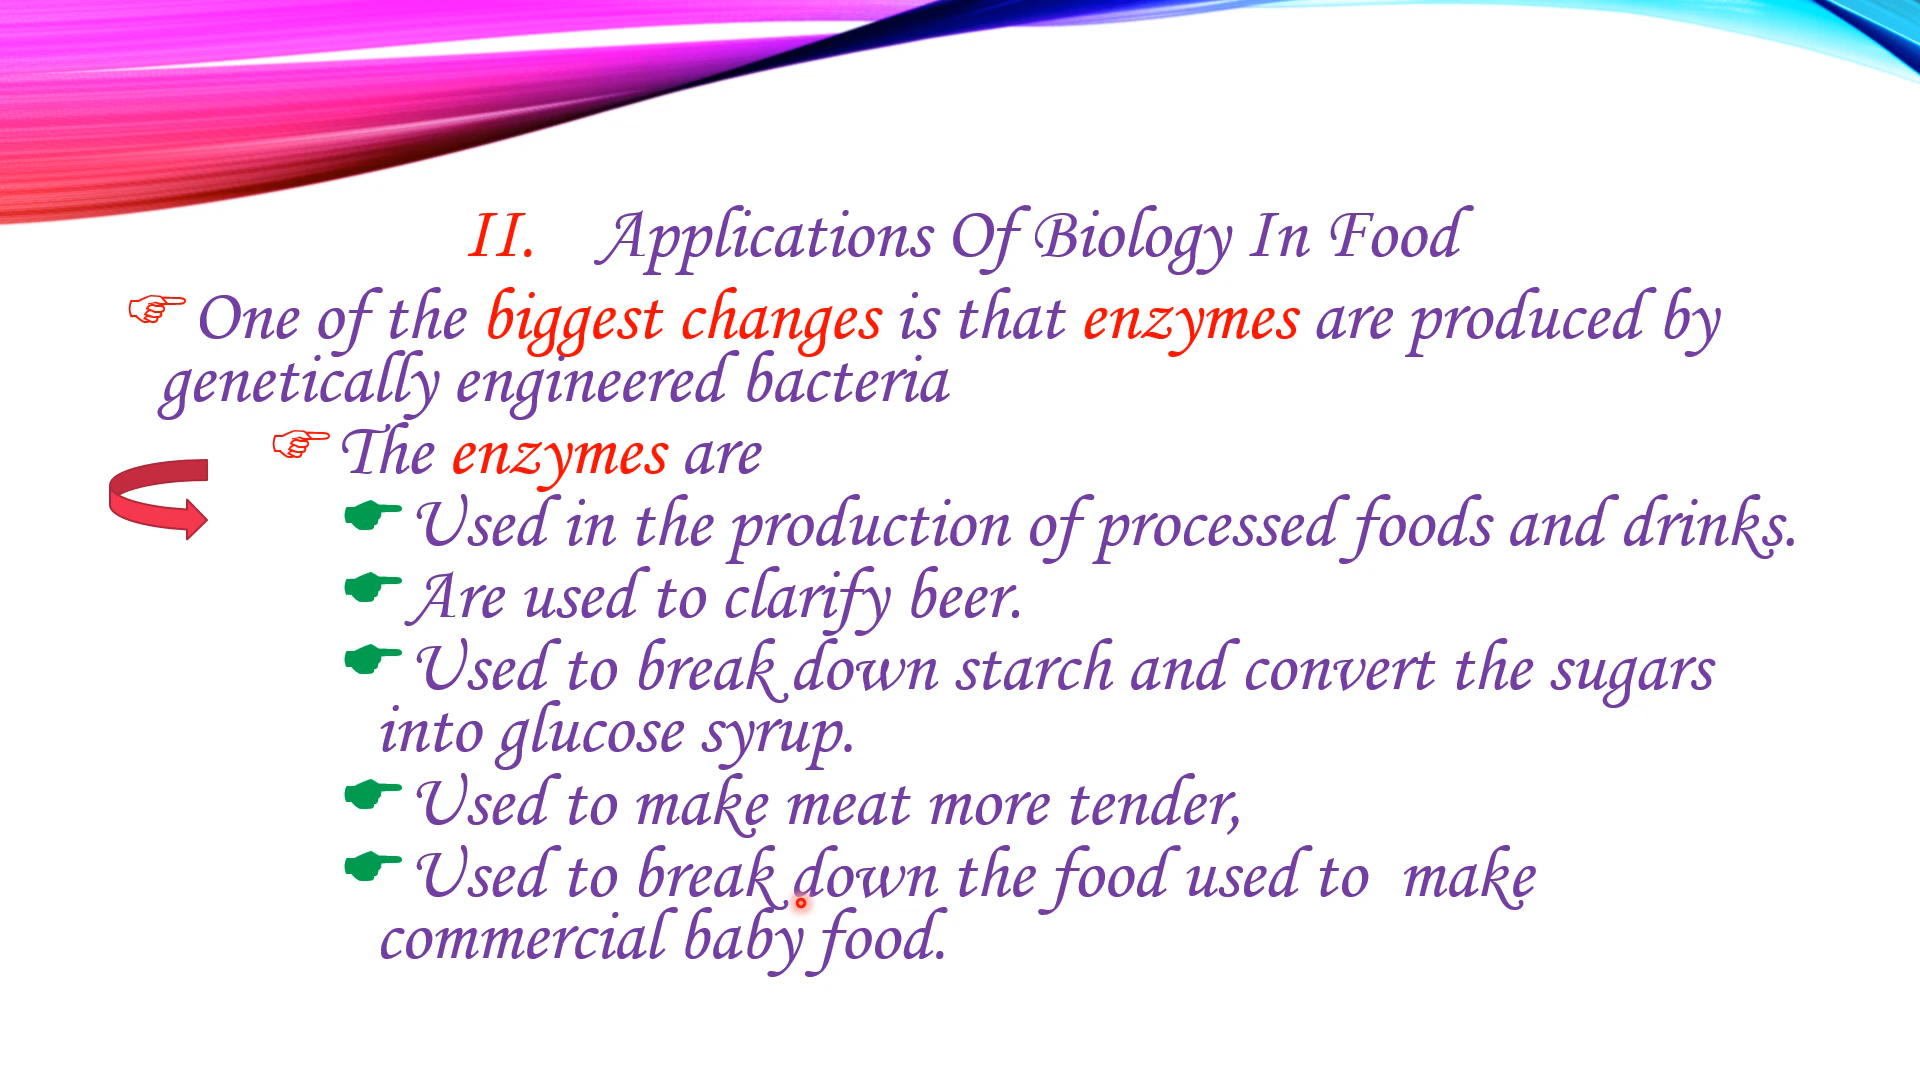 II. Applications Of Biology In Food
☞One of the biggest changes is that enzymes are produced by
genetically engineered bacteria
☞The enzymes are
☛Used in the production of processed foods and drinks.
☛Are used to clarify beer.
☛Used to break down starch and convert the sugars
into glucose syrup.
☛Used to make meat more tender,
☛Used to break down the food used to make
commercial baby food.